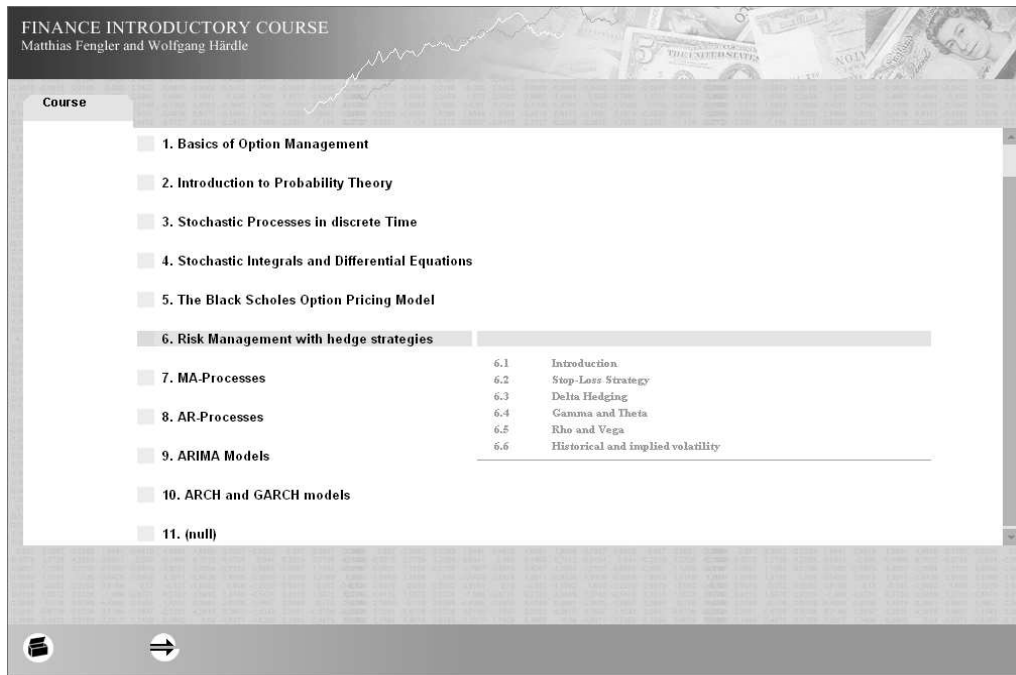 FINANCE INTRODUCTORY COURSE
Matthias Fengler and Wolfgang Härdle
THE UNITED STATES
Course
1. Basics of Option Management
2. Introduction to Probability Theory
3. Stochastic Processes in discrete Time
4. Stochastic Integrals and Differential Equations
5. The Black Scholes Option Pricing Model
6. Risk Management with hedge strategies
6.1 Introduction
6.2 Stop-Loss Strategy
6.3 Delta Hedging
6.4 Gamma and Theta
6.5 Rho and Vega
6.6 Historical and implied volatility
7. MA-Processes
8. AR-Processes
9. ARIMA Models
10. ARCH and GARCH models
11. (null)